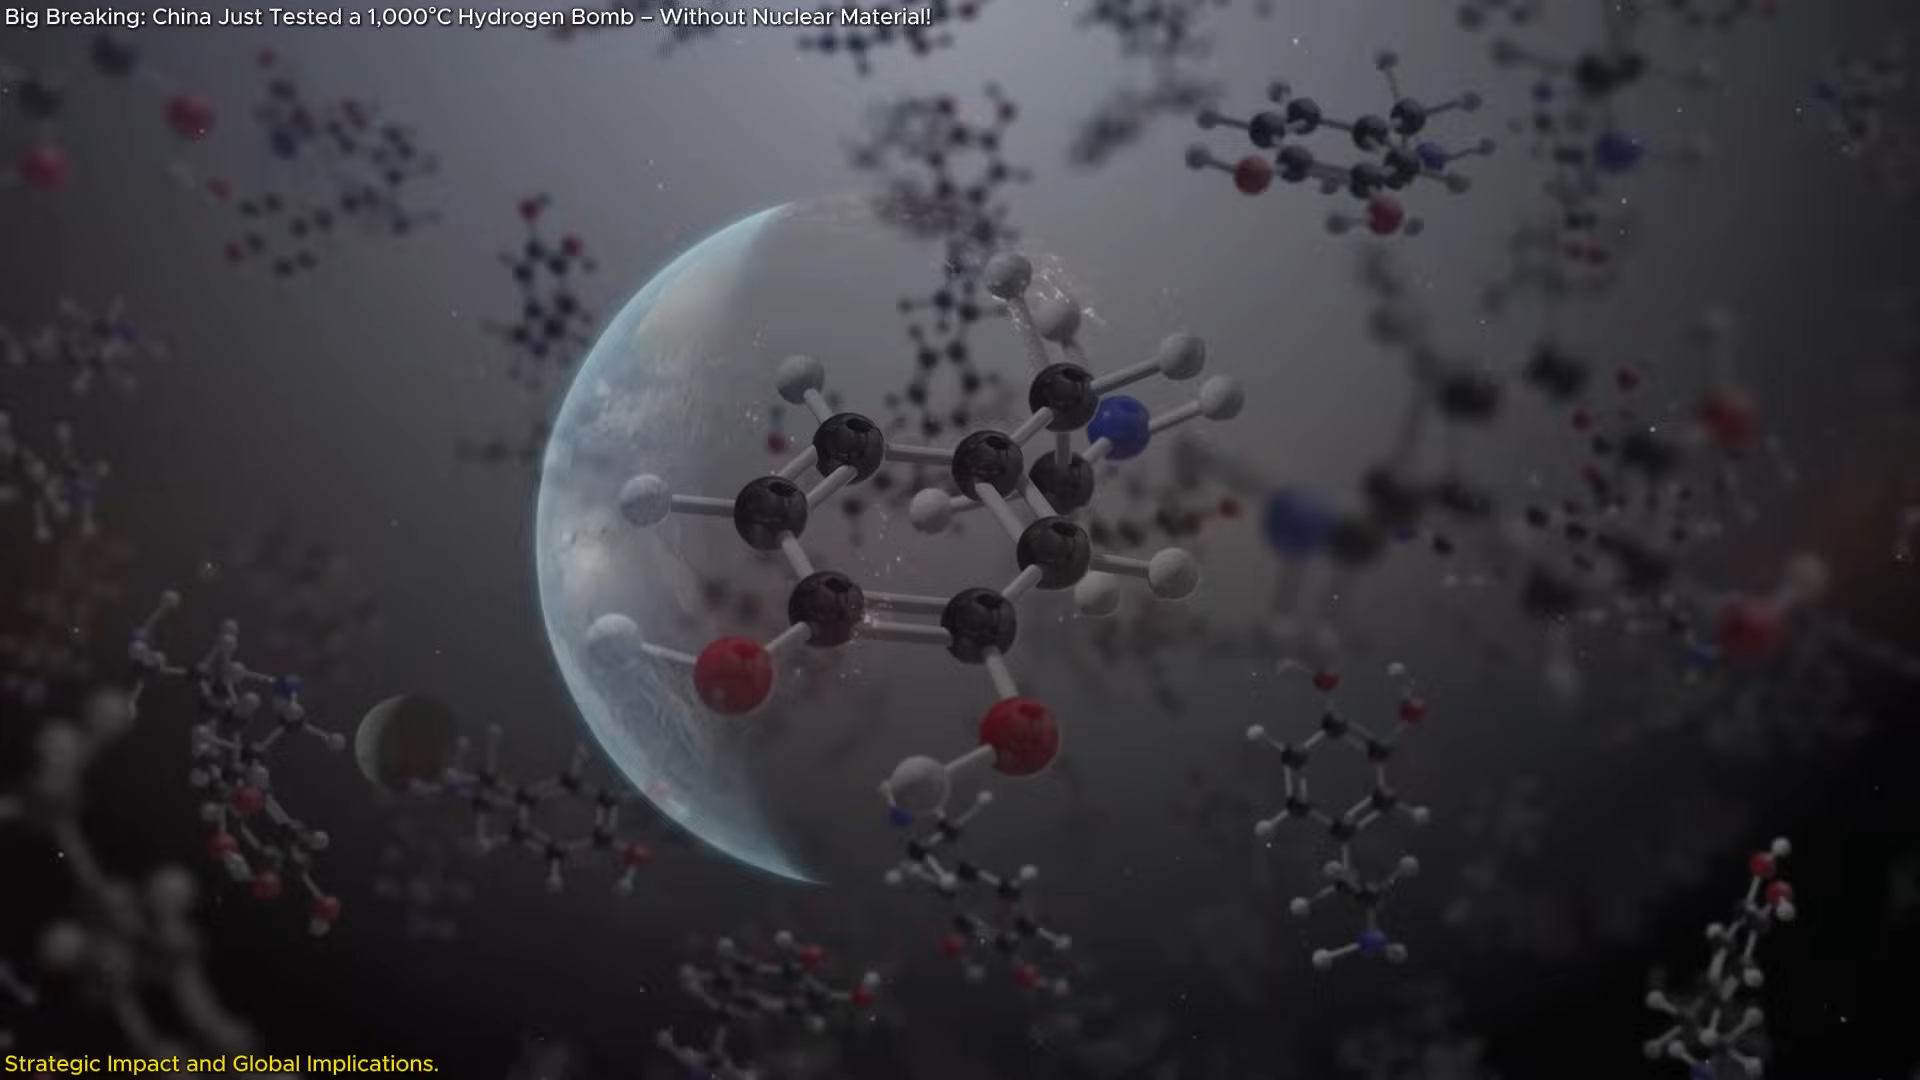 Big Breaking: China Just Tested a 1,000°C Hydrogen Bomb – Without Nuclear Material!
Strategic Impact and Global Implications.